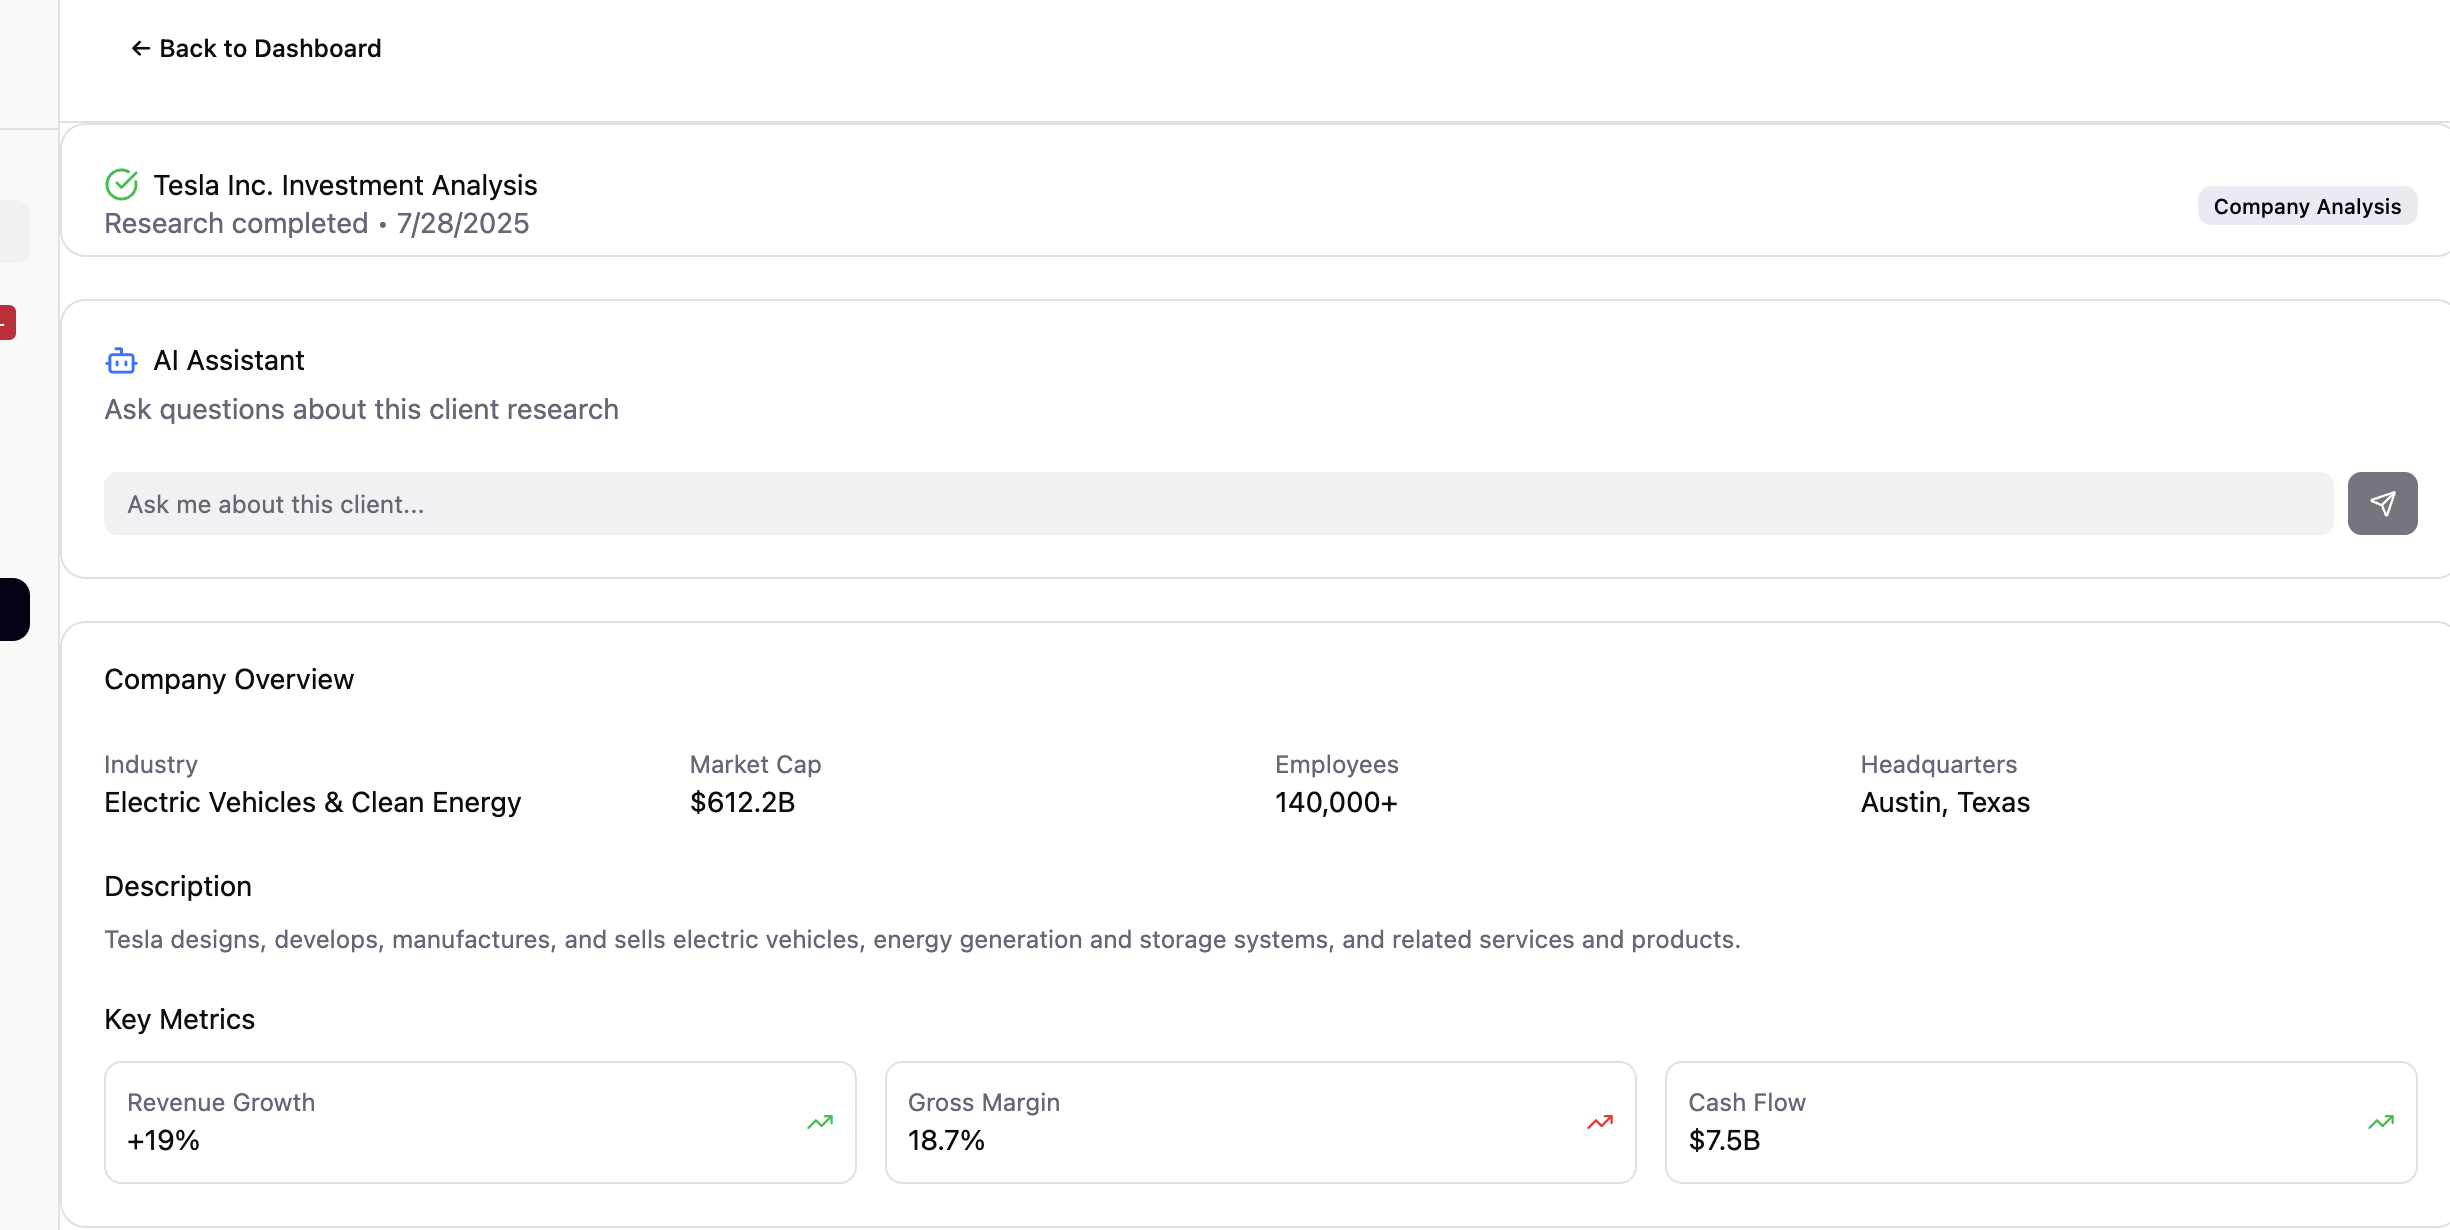 ← Back to Dashboard
Tesla Inc. Investment Analysis
Research completed • 7/28/2025
Company Analysis
AI Assistant
Ask questions about this client research
Ask me about this client...
Company Overview
Industry
Electric Vehicles & Clean Energy
Market Cap
$612.2B
Employees
140,000+
Headquarters
Austin, Texas
Description
Tesla designs, develops, manufactures, and sells electric vehicles, energy generation and storage systems, and related services and products.
Key Metrics
Revenue Growth
+19%
Gross Margin
18.7%
Cash Flow
$7.5B